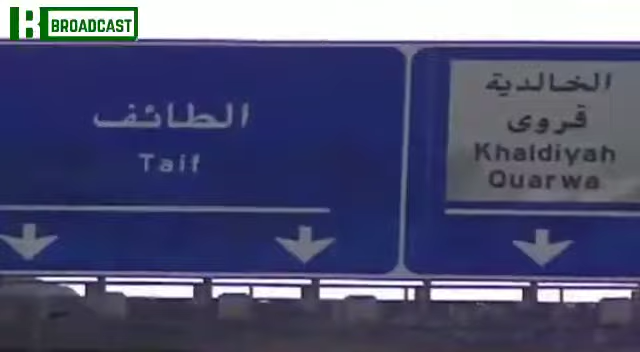 BROADCAST
الطائف
Taif
الخالدية
قروى
Khaldiyah
Quarwa